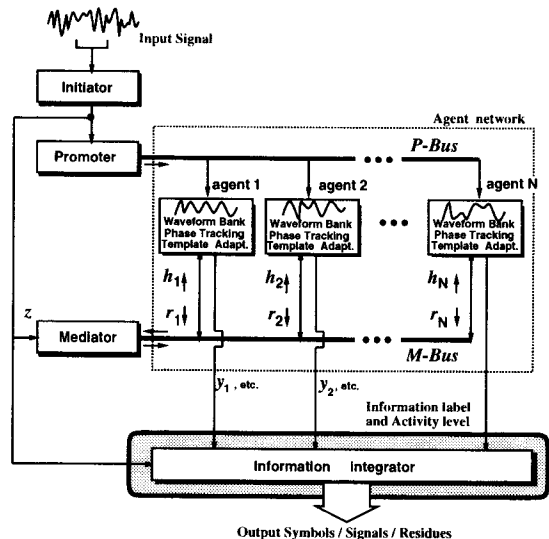 Input Signal
Initiator
Agent network
Promoter
P-Bus
agent 1
agent 2
agent N
Waveform Bank
Phase Tracking
Template Adapt.
Waveform Bank
Phase Tracking
Template Adapt.
Waveform Bank
Phase Tracking
Template Adapt.
h1
h2
hN
z
r1
r2
rN
Mediator
M-Bus
y1, etc.
y2, etc.
Information label
and Activity level
Information Integrator
Output Symbols / Signals / Residues